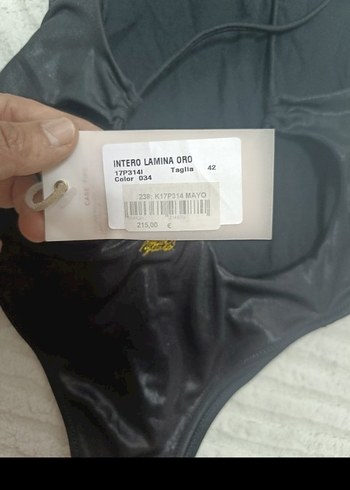 INTERO LAMINA ORO
17P314I Taglia 42
Color 034
238: K17P314 MAYO
215,00 €